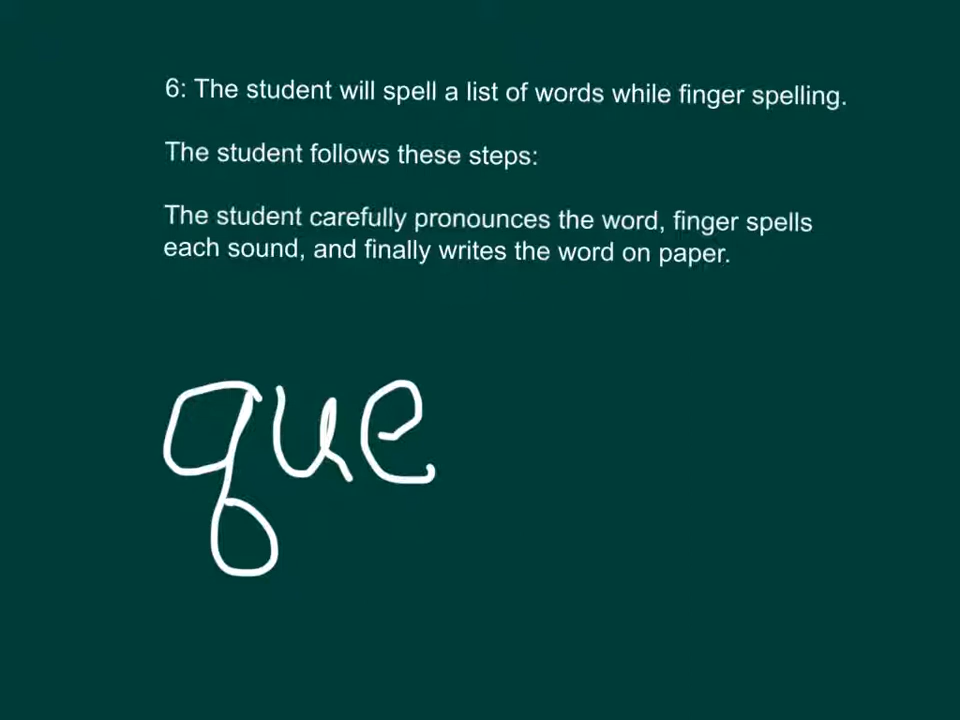 6: The student will spell a list of words while finger spelling.
The student follows these steps:
The student carefully pronounces the word, finger spells
each sound, and finally writes the word on paper.
que